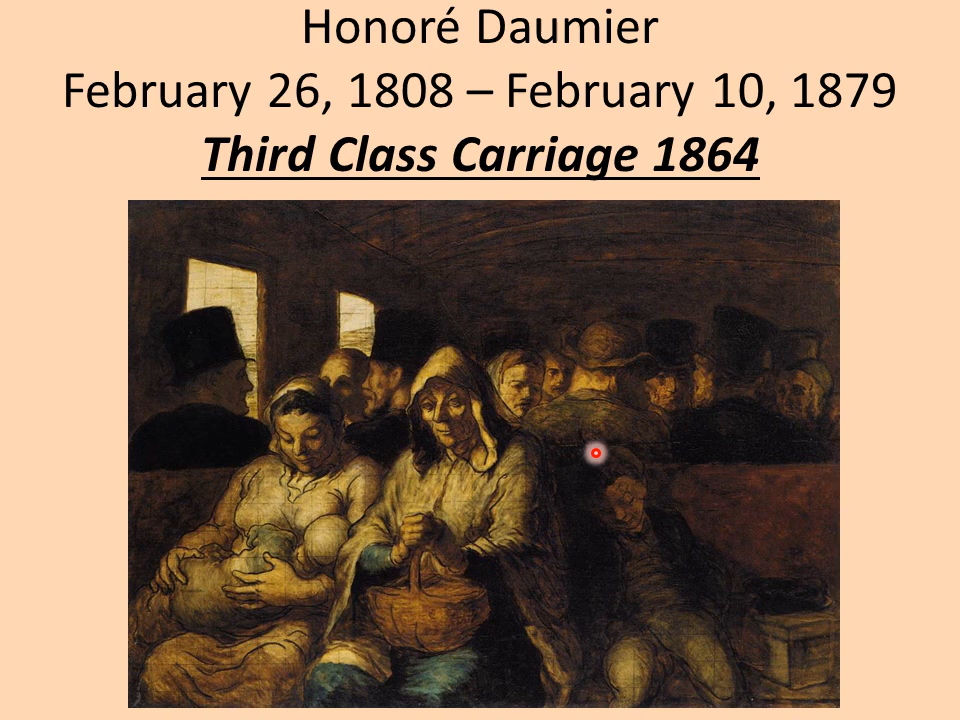 Honoré Daumier
February 26, 1808 – February 10, 1879
Third Class Carriage 1864